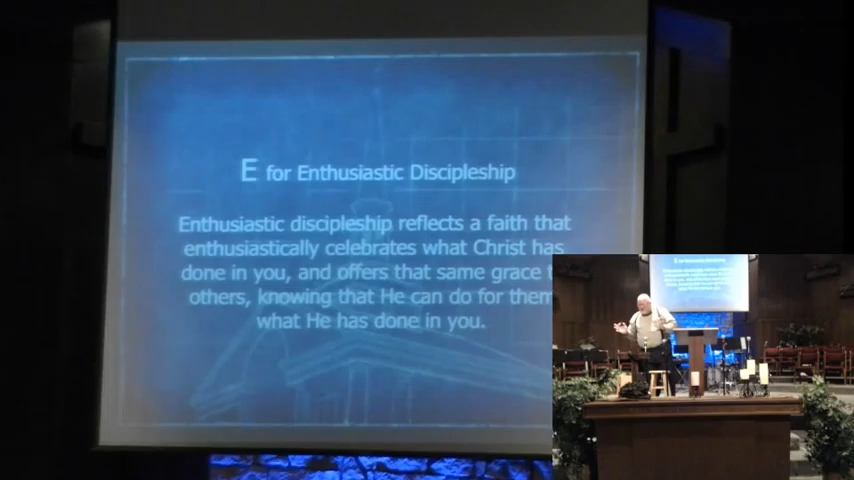 E for Enthusiastic Discipleship
Enthusiastic discipleship reflects a faith that
enthusiastically celebrates what Christ has
done in you, and offers that same grace
others, knowing that He can do for them
what He has done in you.